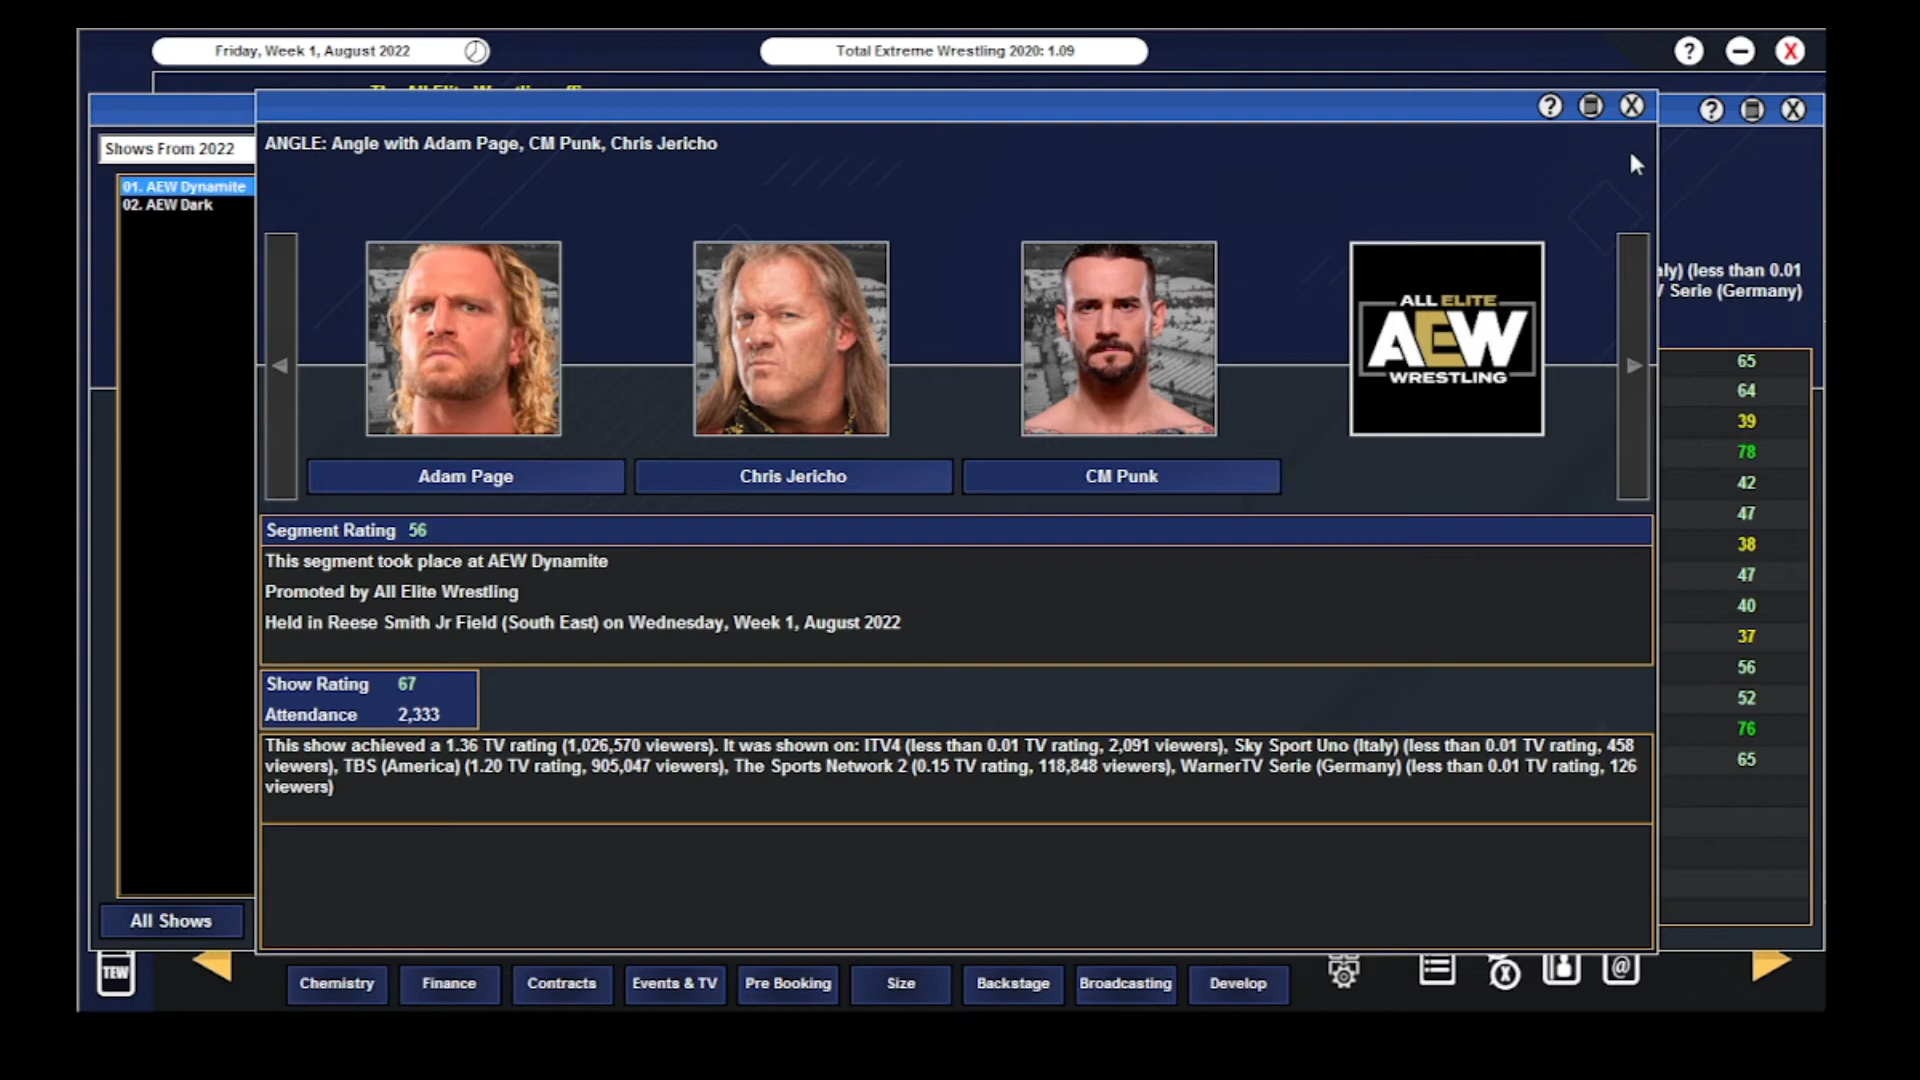 Friday, Week 1, August 2022
Total Extreme Wrestling 2020: 1.09
?
X
? X
? X
Shows From 2022
01. AEW Dynamite
02. AEW Dark
ANGLE: Angle with Adam Page, CM Punk, Chris Jericho
ALL ELITE
AEW
WRESTLING
Adam Page
Chris Jericho
CM Punk
Segment Rating 56
This segment took place at AEW Dynamite
Promoted by All Elite Wrestling
Held in Reese Smith Jr Field (South East) on Wednesday, Week 1, August 2022
Show Rating 67
Attendance 2,333
This show achieved a 1.36 TV rating (1,026,570 viewers). It was shown on: ITV4 (less than 0.01 TV rating, 2,091 viewers), Sky Sport Uno (Italy) (less than 0.01 TV rating, 458
viewers), TBS (America) (1.20 TV rating, 905,047 viewers), The Sports Network 2 (0.15 TV rating, 118,848 viewers), WarnerTV Serie (Germany) (less than 0.01 TV rating, 126
viewers)
(less than 0.01
Serie (Germany)
65
64
39
78
42
47
38
47
40
37
56
52
76
65
All Shows
TEW
Chemistry
Finance
Contracts
Events & TV
Pre Booking
Size
Backstage
Broadcasting
Develop
X
@